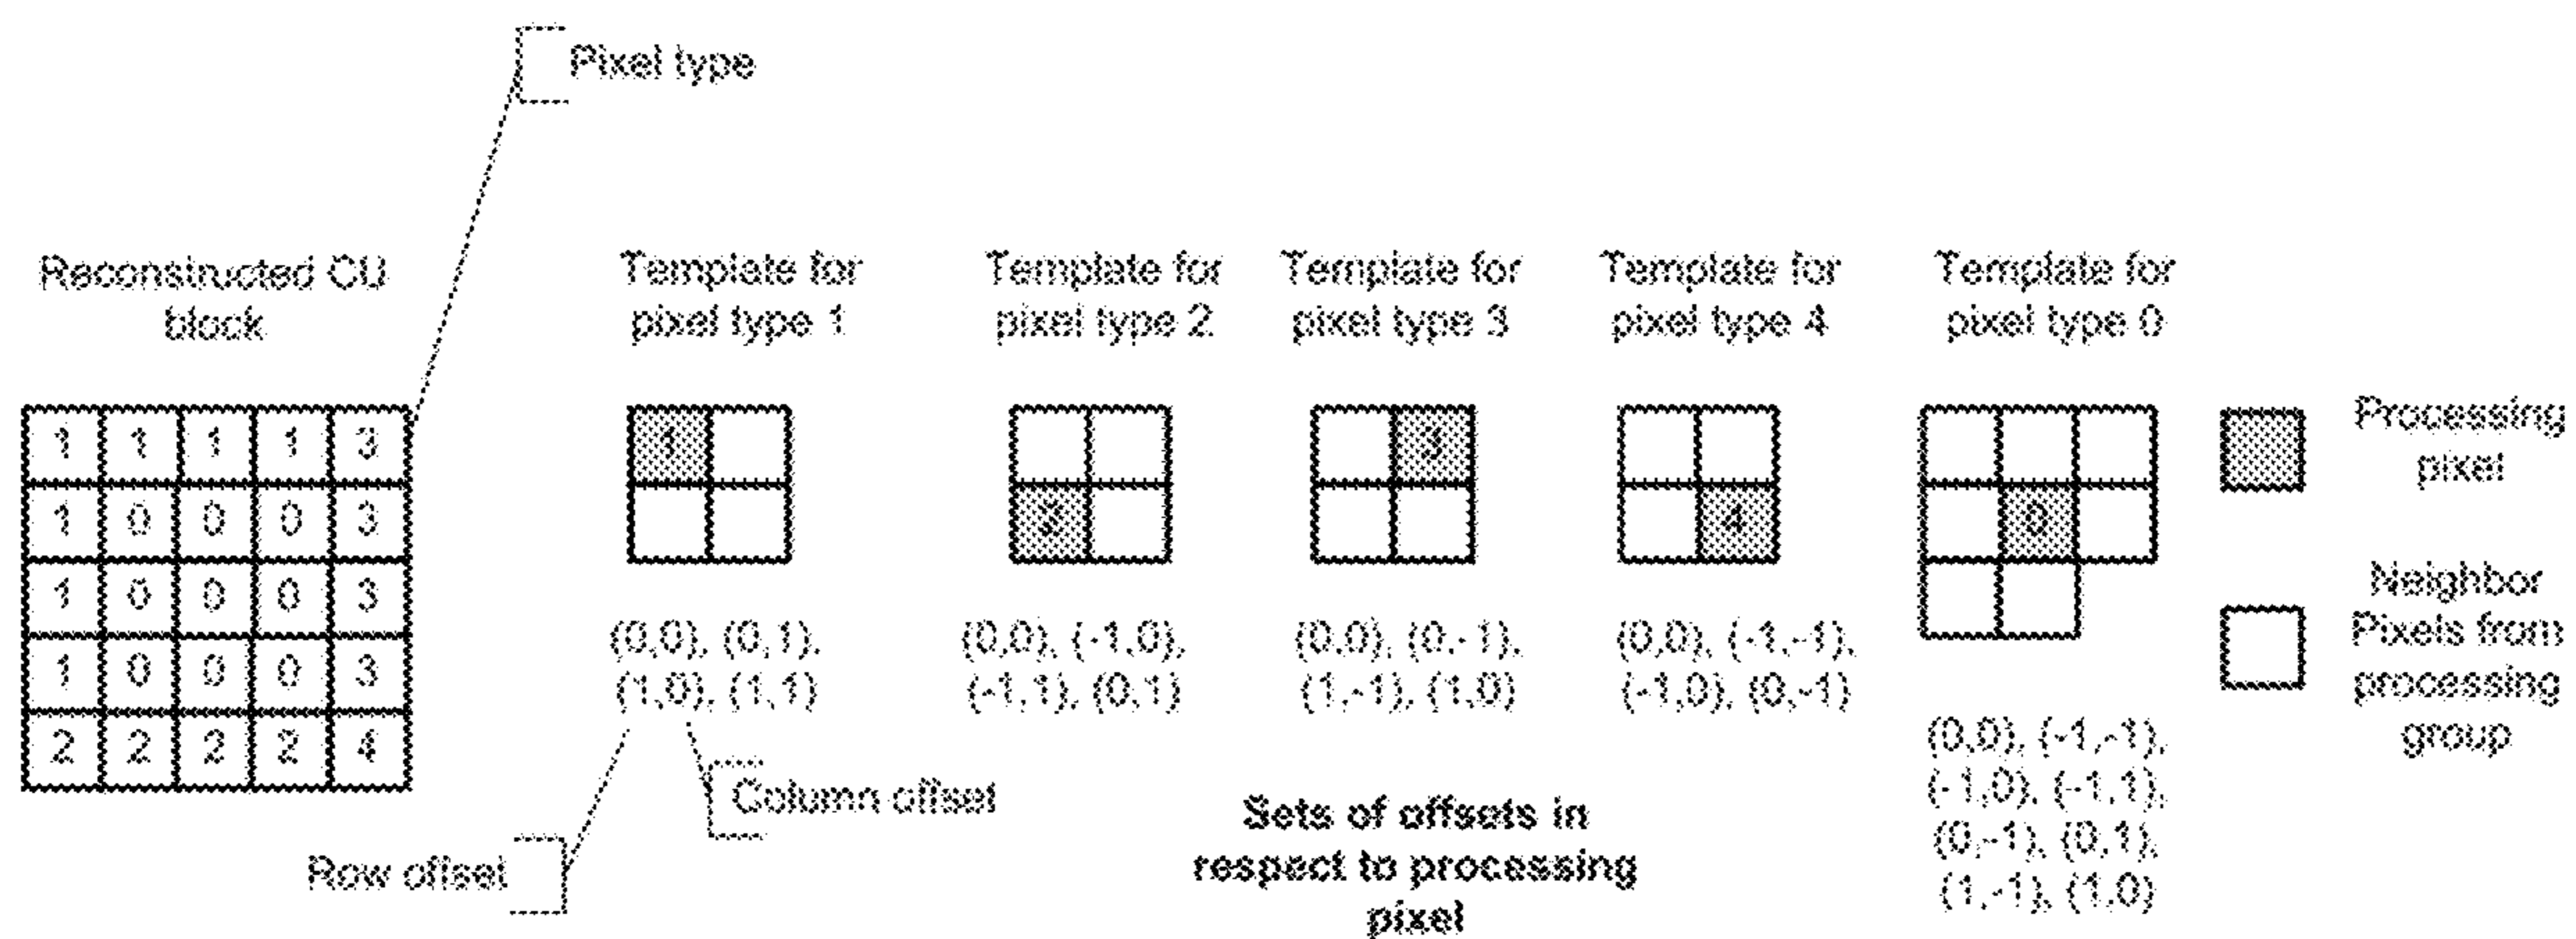 Pixel type
Reconstructed CU
block
Template for
pixel type 1
Template for
pixel type 2
Template for
pixel type 3
Template for
pixel type 4
Template for
pixel type 0
1 1 1 1 3
1 0 0 0 3
1 0 0 0 3
1 0 0 0 3
2 2 2 2 4
1
2
3
4
0
Processing
pixel
Neighbor
Pixels from
processing
group
(0,0), (0,1),
(1,0), (1,1)
(0,0), (-1,0),
(-1,1), (0,1)
(0,0), (0,-1),
(1,-1), (1,0)
(0,0), (-1,-1),
(-1,0), (0,-1)
(0,0), (-1,-1),
(-1,0), (-1,1),
(0,-1), (0,1),
(1,-1), (1,0)
Column offset
Row offset
Sets of offsets in
respect to processing
pixel